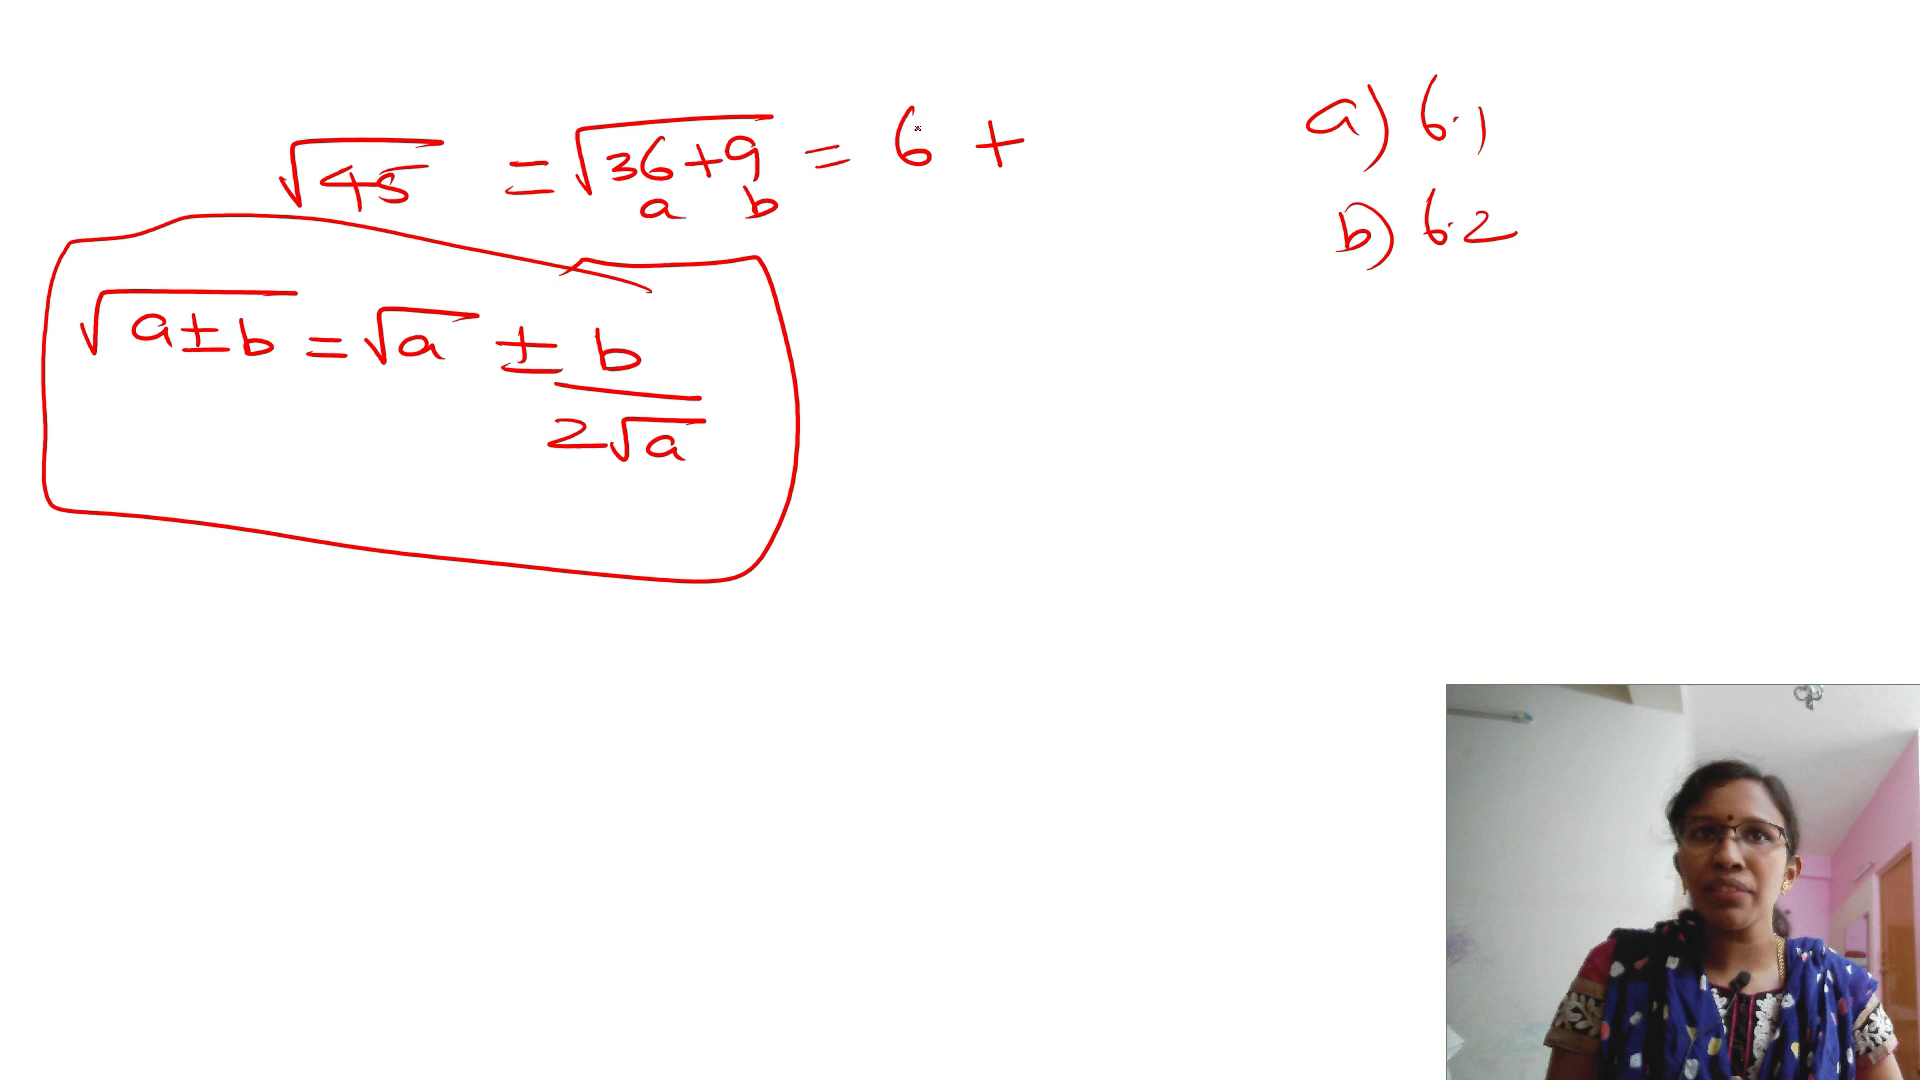 √45 = √36+9 = 6 +
a b
√a±b = √a ± b/2√a
a) 6.1
b) 6.2